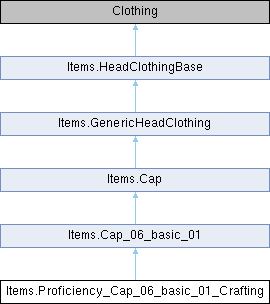 Clothing
Items.HeadClothingBase
Items.GenericHeadClothing
Items.Cap
Items.Cap_06_basic_01
Items.Proficiency_Cap_06_basic_01_Crafting